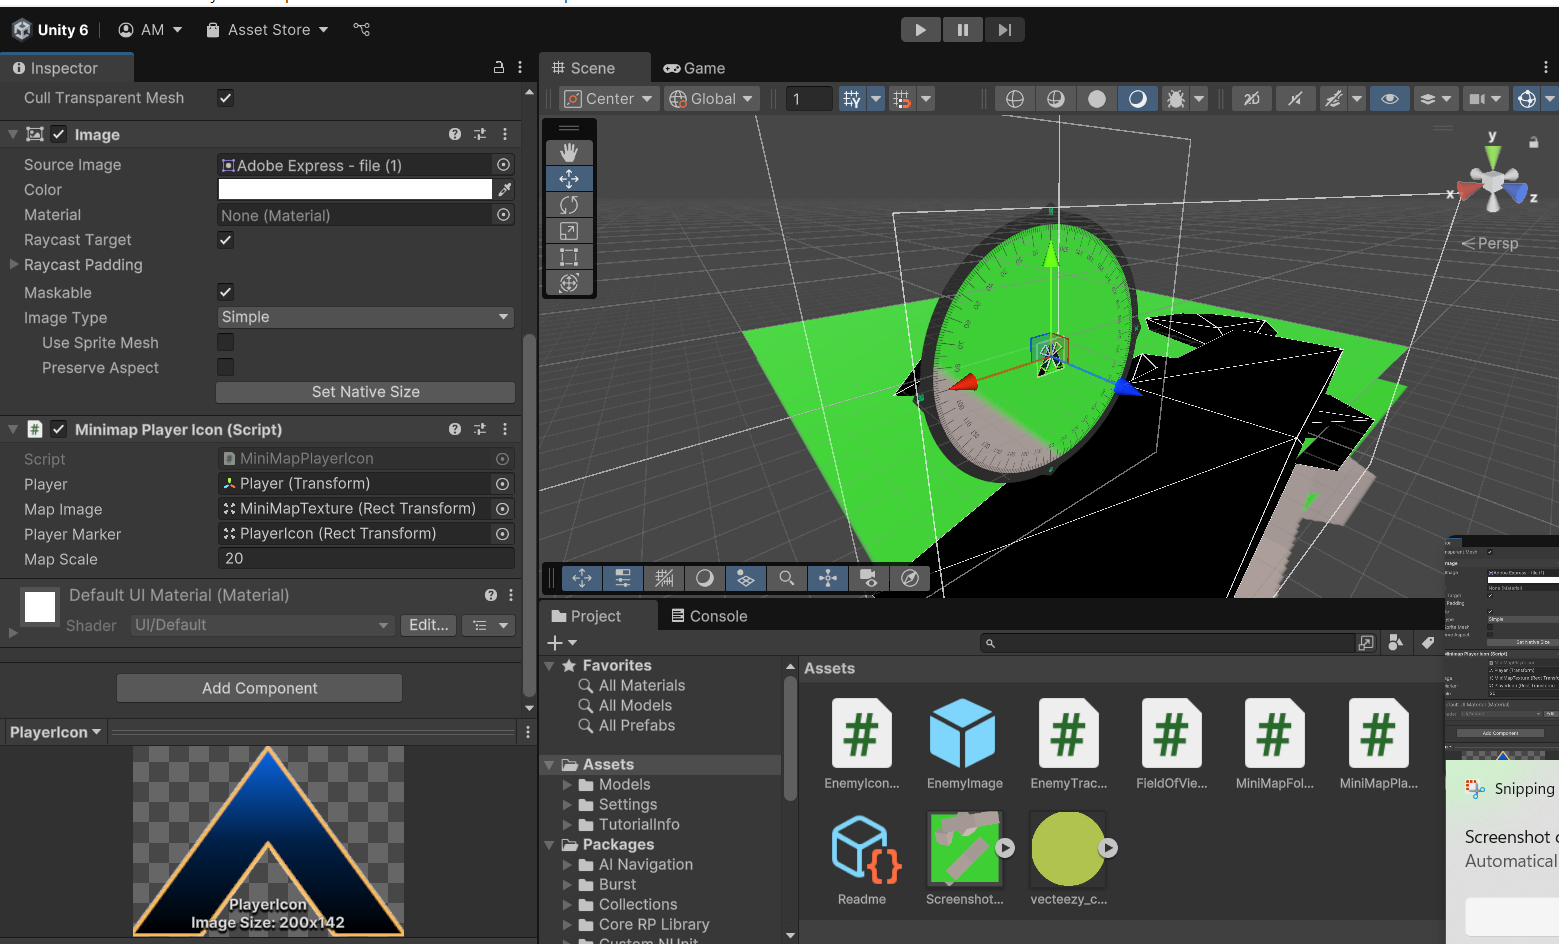 Unity 6
AM
Asset Store
Inspector
Cull Transparent Mesh
Image
Source Image
Adobe Express - file (1)
Color
Material
None (Material)
Raycast Target
Raycast Padding
Maskable
Image Type
Simple
Use Sprite Mesh
Preserve Aspect
Set Native Size
Minimap Player Icon (Script)
Script
MiniMapPlayerIcon
Player
Player (Transform)
Map Image
MiniMapTexture (Rect Transform)
Player Marker
PlayerIcon (Rect Transform)
Map Scale
20
Default UI Material (Material)
Shader
UI/Default
Edit...
Add Component
PlayerIcon
PlayerIcon
Image Size: 200x142
Scene
Game
Center
Global
1
2D
y
x
z
Persp
Project
Console
Favorites
All Materials
All Models
All Prefabs
Assets
Models
Settings
TutorialInfo
Packages
AI Navigation
Burst
Collections
Core RP Library
Custom NUnit
Assets
EnemyIcon...
EnemyImage
EnemyTrac...
FieldOfVie...
MiniMapFol...
MiniMapPla...
Readme
Screenshot...
vecteezy_c...
Snipping
Screenshot
Automatical